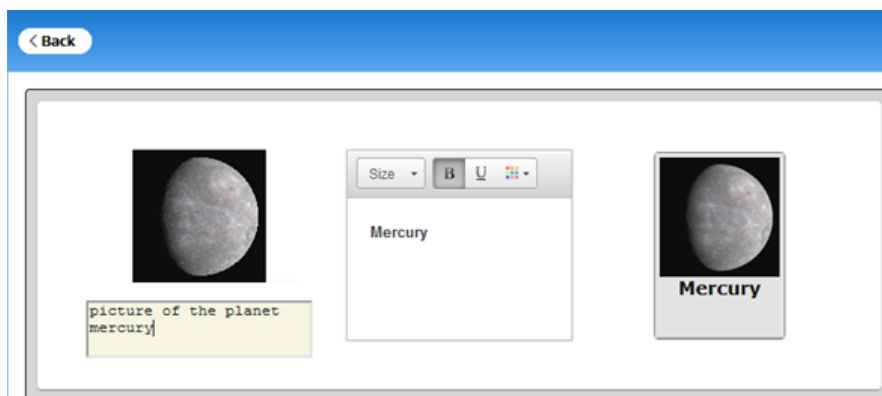 Back
picture of the planet
mercury
Size
B
U
Mercury
Mercury